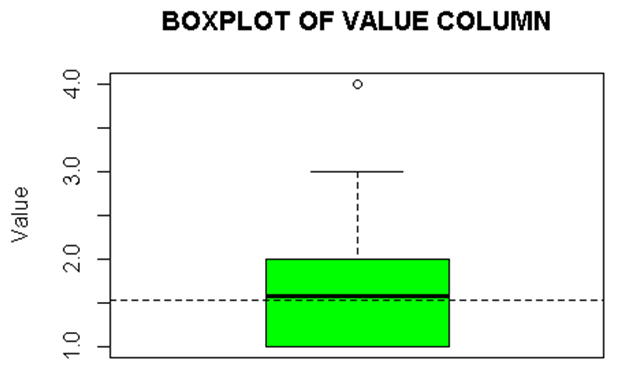 BOXPLOT OF VALUE COLUMN
Value
4.0
3.0
2.0
1.0